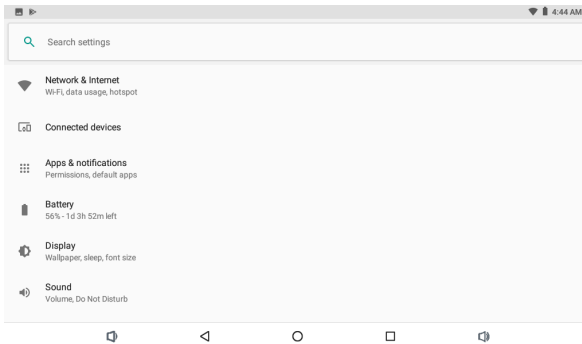 4:44 AM
Search settings
Network & Internet
Wi-Fi, data usage, hotspot
Connected devices
Apps & notifications
Permissions, default apps
Battery
56% - 1d 3h 52m left
Display
Wallpaper, sleep, font size
Sound
Volume, Do Not Disturb